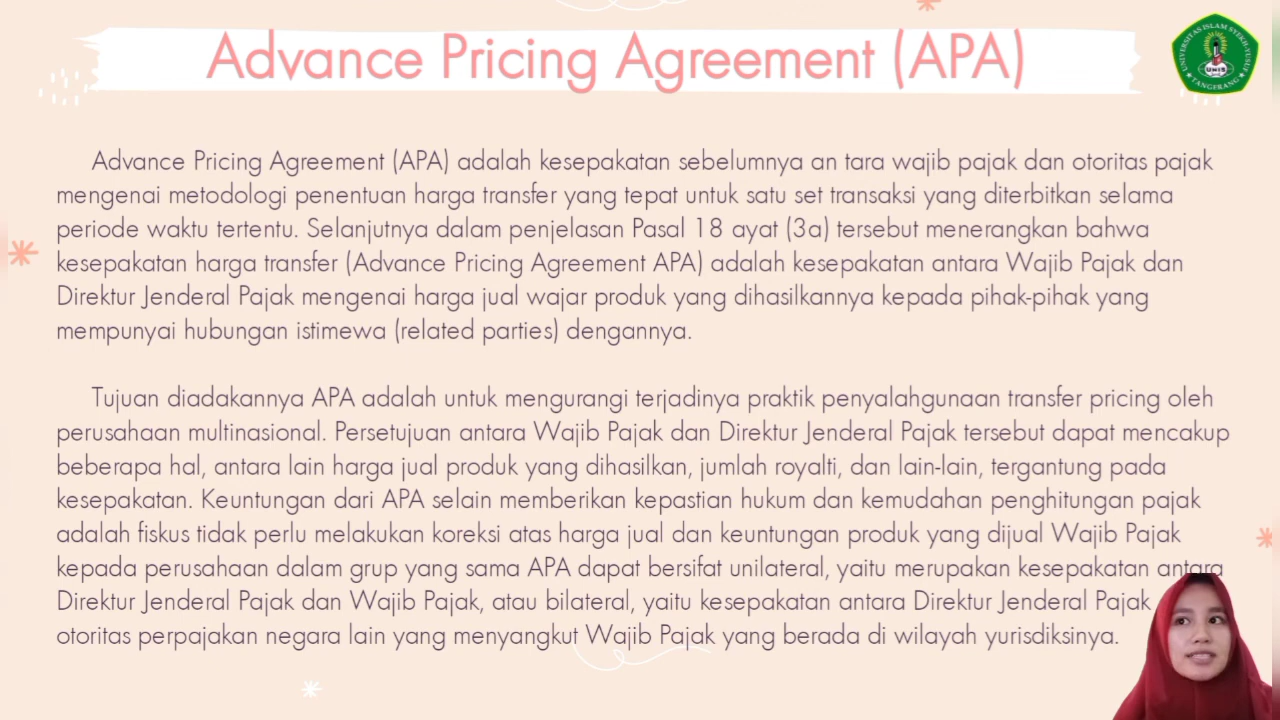 Advance Pricing Agreement (APA)
UNIVERSITAS ISLAM SYEKH-YUSUF
UNIS
TANGERANG
Advance Pricing Agreement (APA) adalah kesepakatan sebelumnya an tara wajib pajak dan otoritas pajak
mengenai metodologi penentuan harga transfer yang tepat untuk satu set transaksi yang diterbitkan selama
periode waktu tertentu. Selanjutnya dalam penjelasan Pasal 18 ayat (3a) tersebut menerangkan bahwa
kesepakatan harga transfer (Advance Pricing Agreement APA) adalah kesepakatan antara Wajib Pajak dan
Direktur Jenderal Pajak mengenai harga jual wajar produk yang dihasilkannya kepada pihak-pihak yang
mempunyai hubungan istimewa (related parties) dengannya.
Tujuan diadakannya APA adalah untuk mengurangi terjadinya praktik penyalahgunaan transfer pricing oleh
perusahaan multinasional. Persetujuan antara Wajib Pajak dan Direktur Jenderal Pajak tersebut dapat mencakup
beberapa hal, antara lain harga jual produk yang dihasilkan, jumlah royalti, dan lain-lain, tergantung pada
kesepakatan. Keuntungan dari APA selain memberikan kepastian hukum dan kemudahan penghitungan pajak
adalah fiskus tidak perlu melakukan koreksi atas harga jual dan keuntungan produk yang dijual Wajib Pajak
kepada perusahaan dalam grup yang sama APA dapat bersifat unilateral, yaitu merupakan kesepakatan antara
Direktur Jenderal Pajak dan Wajib Pajak, atau bilateral, yaitu kesepakatan antara Direktur Jenderal Pajak
otoritas perpajakan negara lain yang menyangkut Wajib Pajak yang berada di wilayah yurisdiksinya.